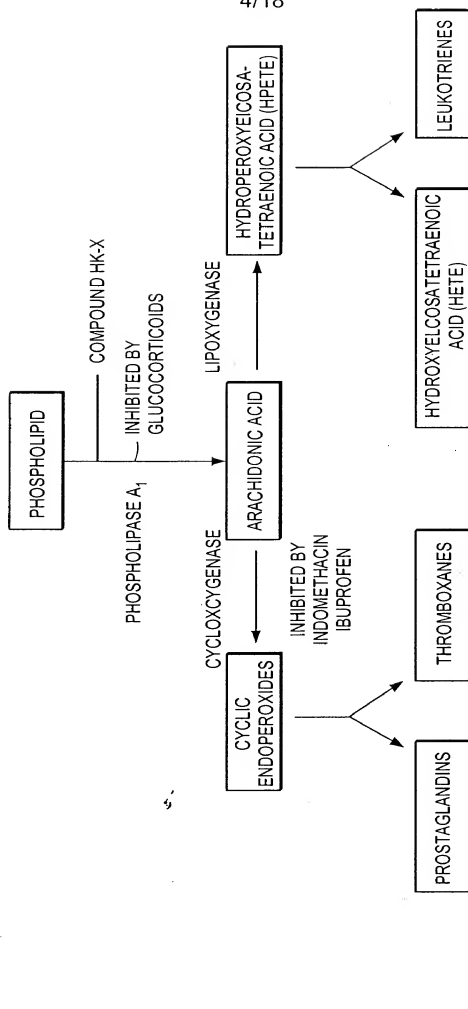 4/18
PHOSPHOLIPID
COMPOUND HK-X
INHIBITED BY
GLUCOCORTICOIDS
PHOSPHOLIPASE A1
CYCLOXCYGENASE
LIPOXYGENASE
CYCLIC
ENDOPEROXIDES
ARACHIDONIC ACID
HYDROPEROXYEICOSA-
TETRAENOIC ACID (HPETE)
INHIBITED BY
INDOMETHACIN
IBUPROFEN
PROSTAGLANDINS
THROMBOXANES
HYDROXYELCOSATETRAENOIC
ACID (HETE)
LEUKOTRIENES